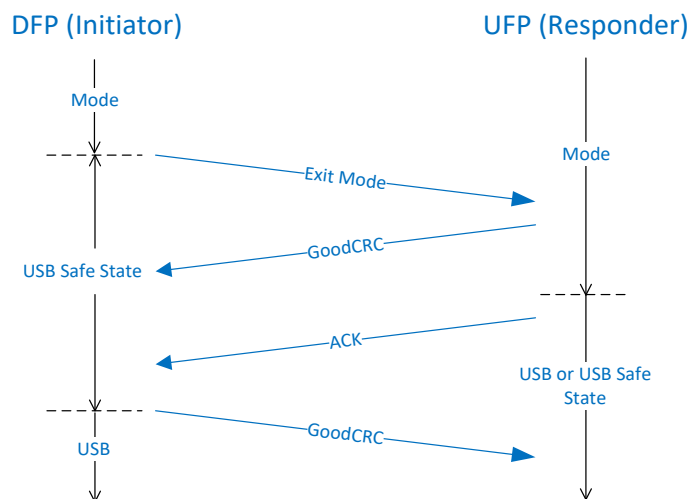 DFP (Initiator)
UFP (Responder)
Mode
Mode
Exit Mode
GoodCRC
USB Safe State
ACK
USB or USB Safe
State
GoodCRC
USB